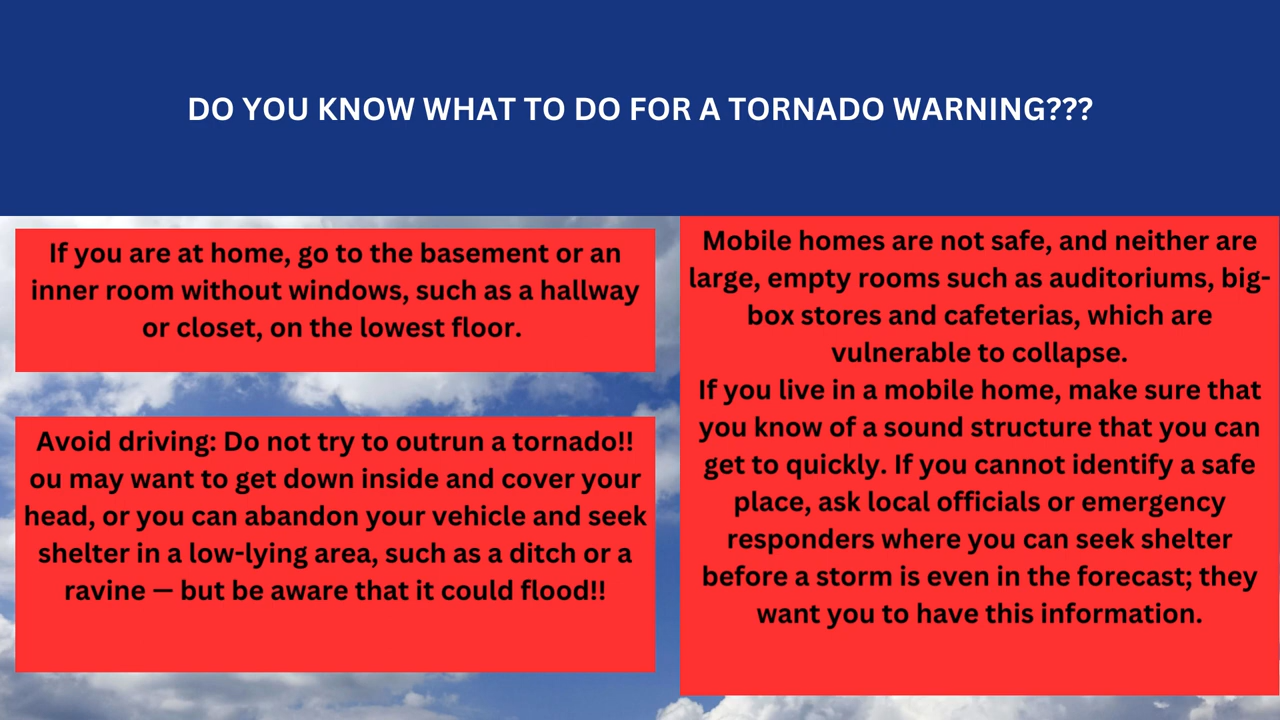 DO YOU KNOW WHAT TO DO FOR A TORNADO WARNING???
If you are at home, go to the basement or an
inner room without windows, such as a hallway
or closet, on the lowest floor.
Avoid driving: Do not try to outrun a tornado!!
ou may want to get down inside and cover your
head, or you can abandon your vehicle and seek
shelter in a low-lying area, such as a ditch or a
ravine — but be aware that it could flood!!
Mobile homes are not safe, and neither are
large, empty rooms such as auditoriums, big-
box stores and cafeterias, which are
vulnerable to collapse.
If you live in a mobile home, make sure that
you know of a sound structure that you can
get to quickly. If you cannot identify a safe
place, ask local officials or emergency
responders where you can seek shelter
before a storm is even in the forecast; they
want you to have this information.